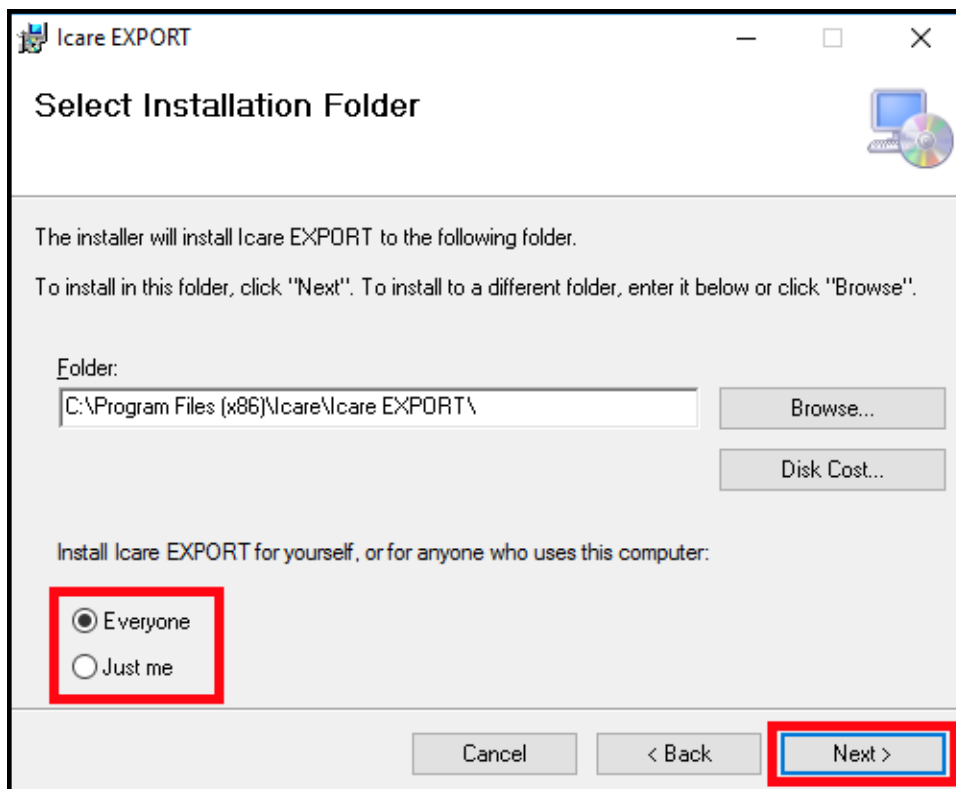 Icare EXPORT
Select Installation Folder
The installer will install Icare EXPORT to the following folder.
To install in this folder, click "Next". To install to a different folder, enter it below or click "Browse".
Folder:
C:\Program Files (x86)\Icare\Icare EXPORT\
Browse...
Disk Cost...
Install Icare EXPORT for yourself, or for anyone who uses this computer:
Everyone
Just me
Cancel
< Back
Next >